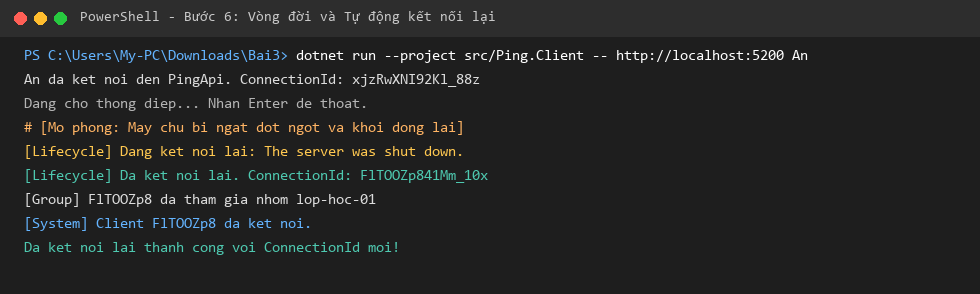 PowerShell - Bước 6: Vòng đời và Tự động kết nối lại
PS C:\Users\My-PC\Downloads\Bai3> dotnet run --project src/Ping.Client -- http://localhost:5200 An
An da ket noi den PingApi. ConnectionId: xjzRwXNI92Kl_88z
Dang cho thong diep... Nhan Enter de thoat.
# [Mo phong: May chu bi ngat dot ngot va khoi dong lai]
[Lifecycle] Dang ket noi lai: The server was shut down.
[Lifecycle] Da ket noi lai. ConnectionId: FlTOOZp841Mm_10x
[Group] FlTOOZp8 da tham gia nhom lop-hoc-01
[System] Client FlTOOZp8 da ket noi.
Da ket noi lai thanh cong voi ConnectionId moi!